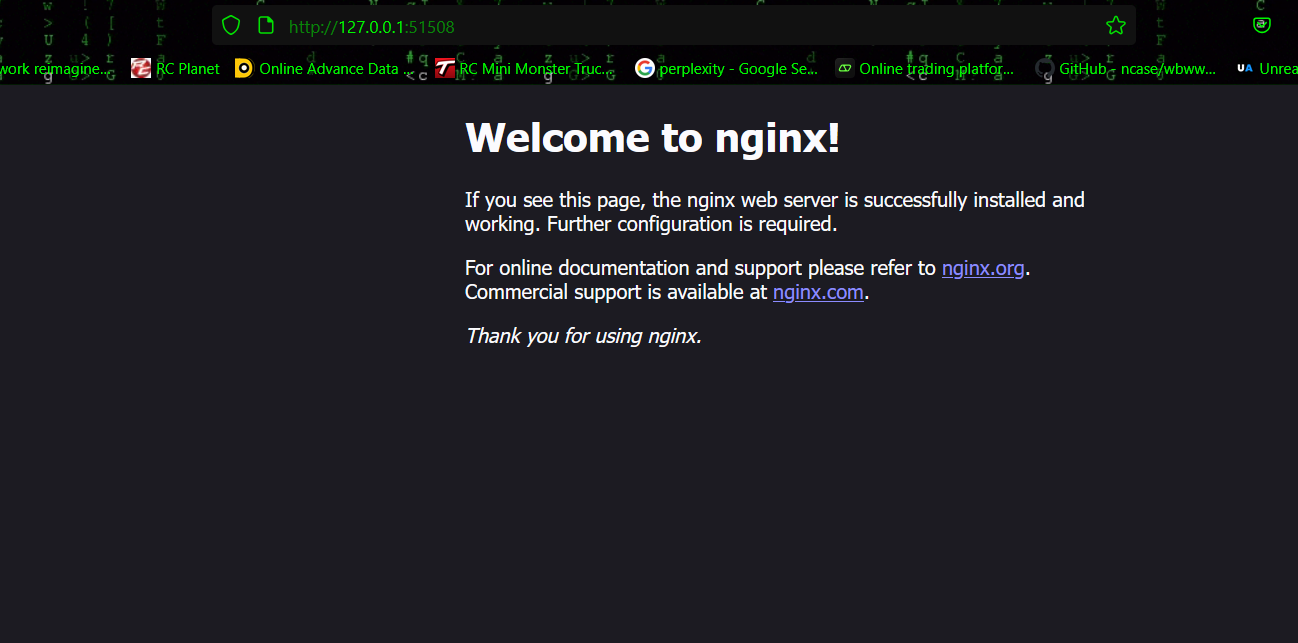 http://127.0.0.1:51508
work reimagine... RC Planet Online Advance Data ... RC Mini Monster Truc... perplexity - Google Se... Online trading platfor... GitHub - ncase/wbww... UA Unrea
Welcome to nginx!
If you see this page, the nginx web server is successfully installed and
working. Further configuration is required.
For online documentation and support please refer to nginx.org.
Commercial support is available at nginx.com.
Thank you for using nginx.